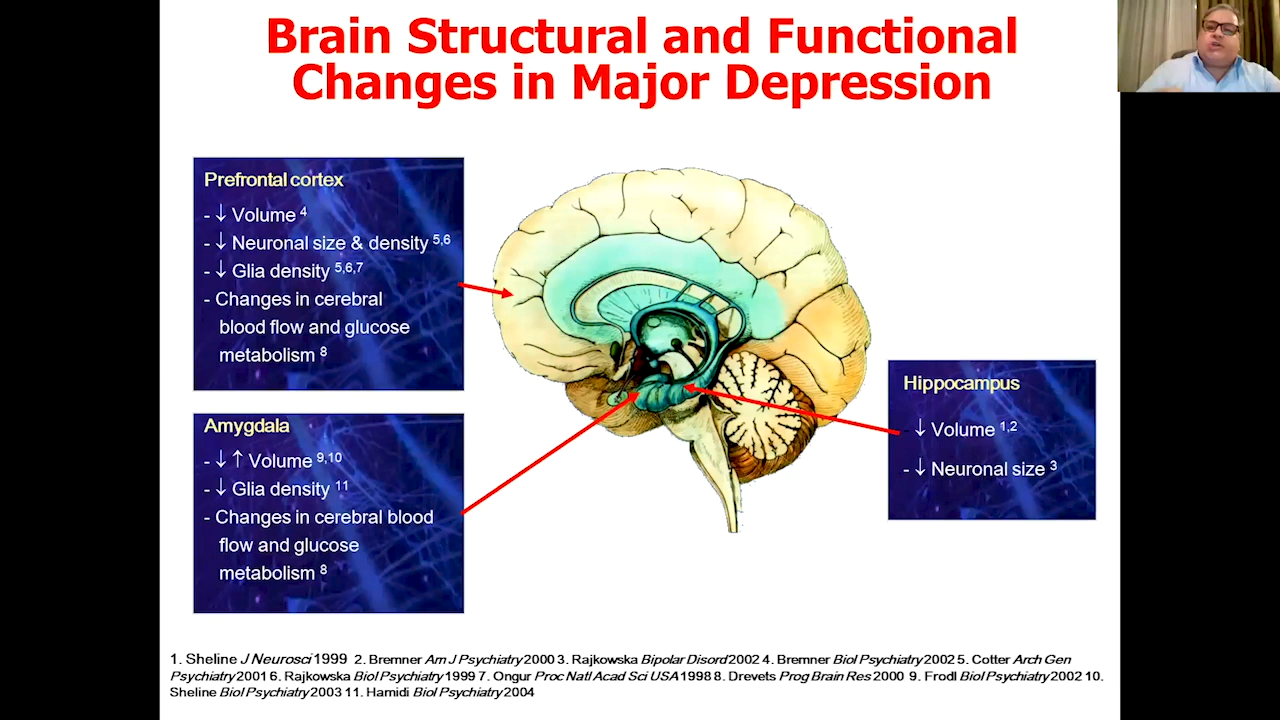 Brain Structural and Functional
Changes in Major Depression
Prefrontal cortex
- ↓ Volume 4
- ↓ Neuronal size & density 5,6
- ↓ Glia density 5,6,7
- Changes in cerebral
blood flow and glucose
metabolism 8
Amygdala
- ↓ ↑ Volume 9,10
- ↓ Glia density 11
- Changes in cerebral blood
flow and glucose
metabolism 8
Hippocampus
- ↓ Volume 1,2
- ↓ Neuronal size 3
1. Sheline J Neurosci 1999 2. Bremner Am J Psychiatry 2000 3. Rajkowska Bipolar Disord 2002 4. Bremner Biol Psychiatry 2002 5. Cotter Arch Gen
Psychiatry 2001 6. Rajkowska Biol Psychiatry 1999 7. Ongur Proc Natl Acad Sci USA 1998 8. Drevets Prog Brain Res 2000 9. Frodl Biol Psychiatry 2002 10.
Sheline Biol Psychiatry 2003 11. Hamidi Biol Psychiatry 2004